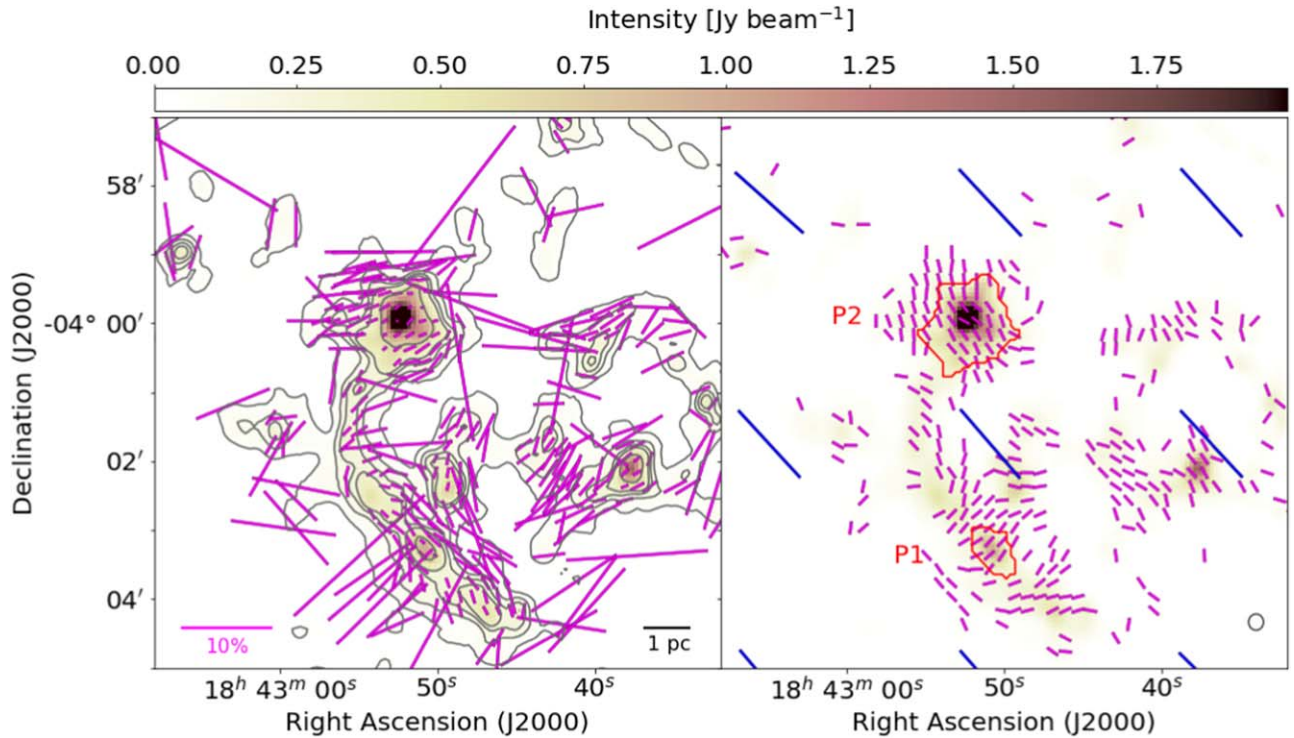 Intensity [Jy beam⁻¹]
0.00 0.25 0.50 0.75 1.00 1.25 1.50 1.75
58′
-04° 00′
02′
04′
Declination (J2000)
10%
1 pc
P2
P1
18ʰ 43ᵐ 00ˢ 50ˢ 40ˢ 18ʰ 43ᵐ 00ˢ 50ˢ 40ˢ
Right Ascension (J2000) Right Ascension (J2000)